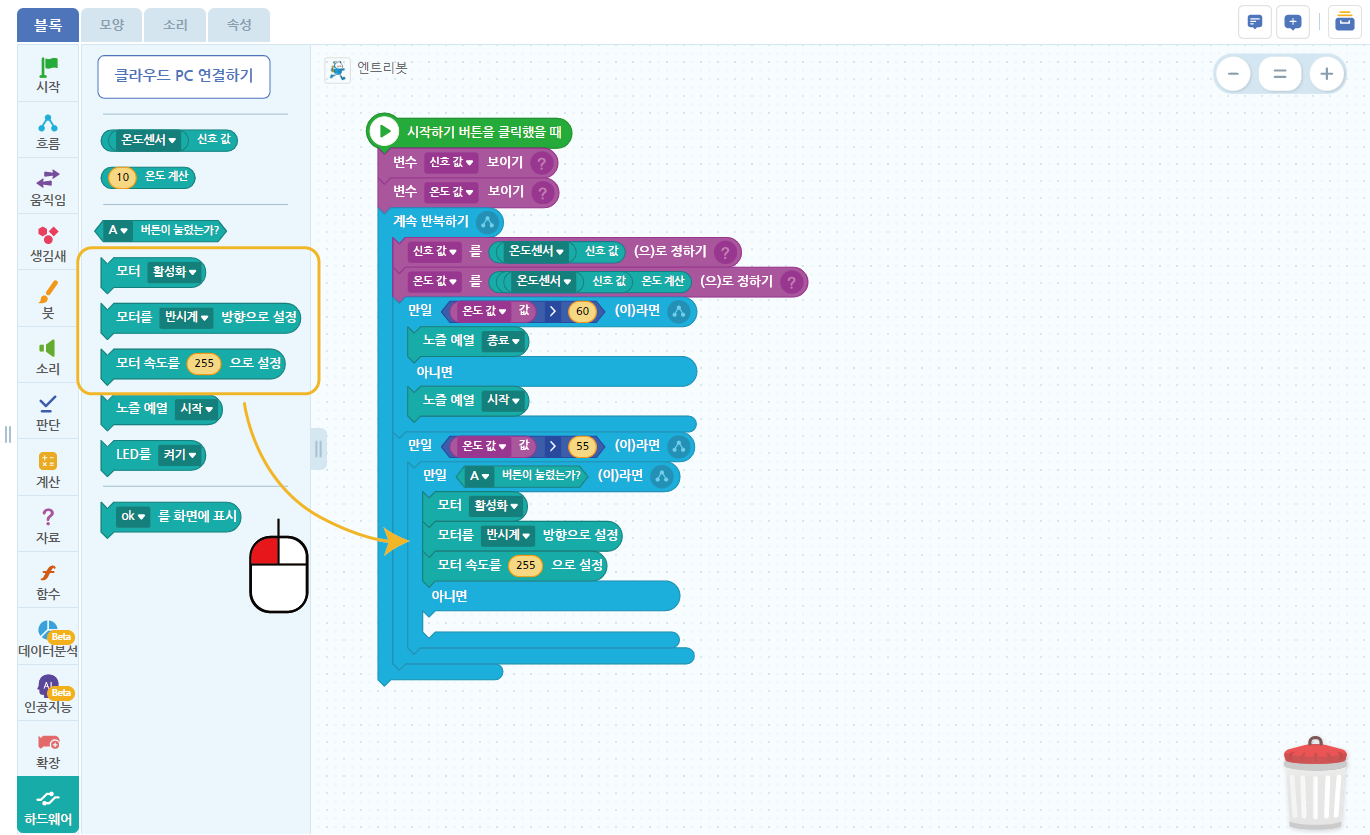 블록 모양 소리 속성
시작
흐름
움직임
생김새
붓
소리
판단
계산
자료
함수
Beta
데이터분석
AI
Beta
인공지능
확장
하드웨어
클라우드 PC 연결하기
온도센서 신호 값
10 온도 계산
A 버튼이 눌렸는가?
모터 활성화
모터를 반시계 방향으로 설정
모터 속도를 255 으로 설정
노즐 예열 시작
LED를 켜기
ok 를 화면에 표시
엔트리봇
시작하기 버튼을 클릭했을 때
변수 신호 값 보이기 ?
변수 온도 값 보이기 ?
계속 반복하기
신호 값 를 온도센서 신호 값 (으)로 정하기 ?
온도 값 를 온도센서 신호 값 온도 계산 (으)로 정하기 ?
만일 온도 값 값 > 60 (이)라면
노즐 예열 종료
아니면
노즐 예열 시작
만일 온도 값 값 > 55 (이)라면
만일 A 버튼이 눌렸는가? (이)라면
모터 활성화
모터를 반시계 방향으로 설정
모터 속도를 255 으로 설정
아니면